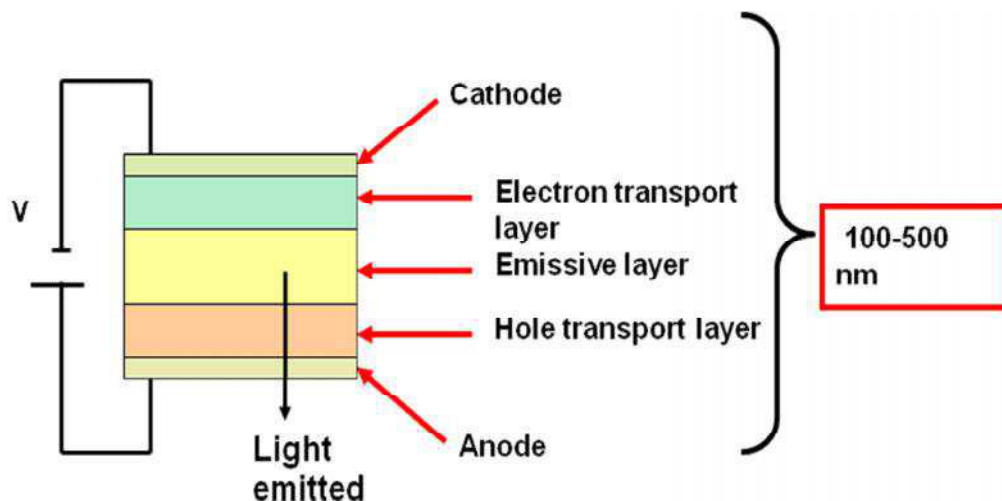 Cathode
V
Electron transport
layer
Emissive layer
Hole transport layer
Anode
Light
emitted
100-500
nm